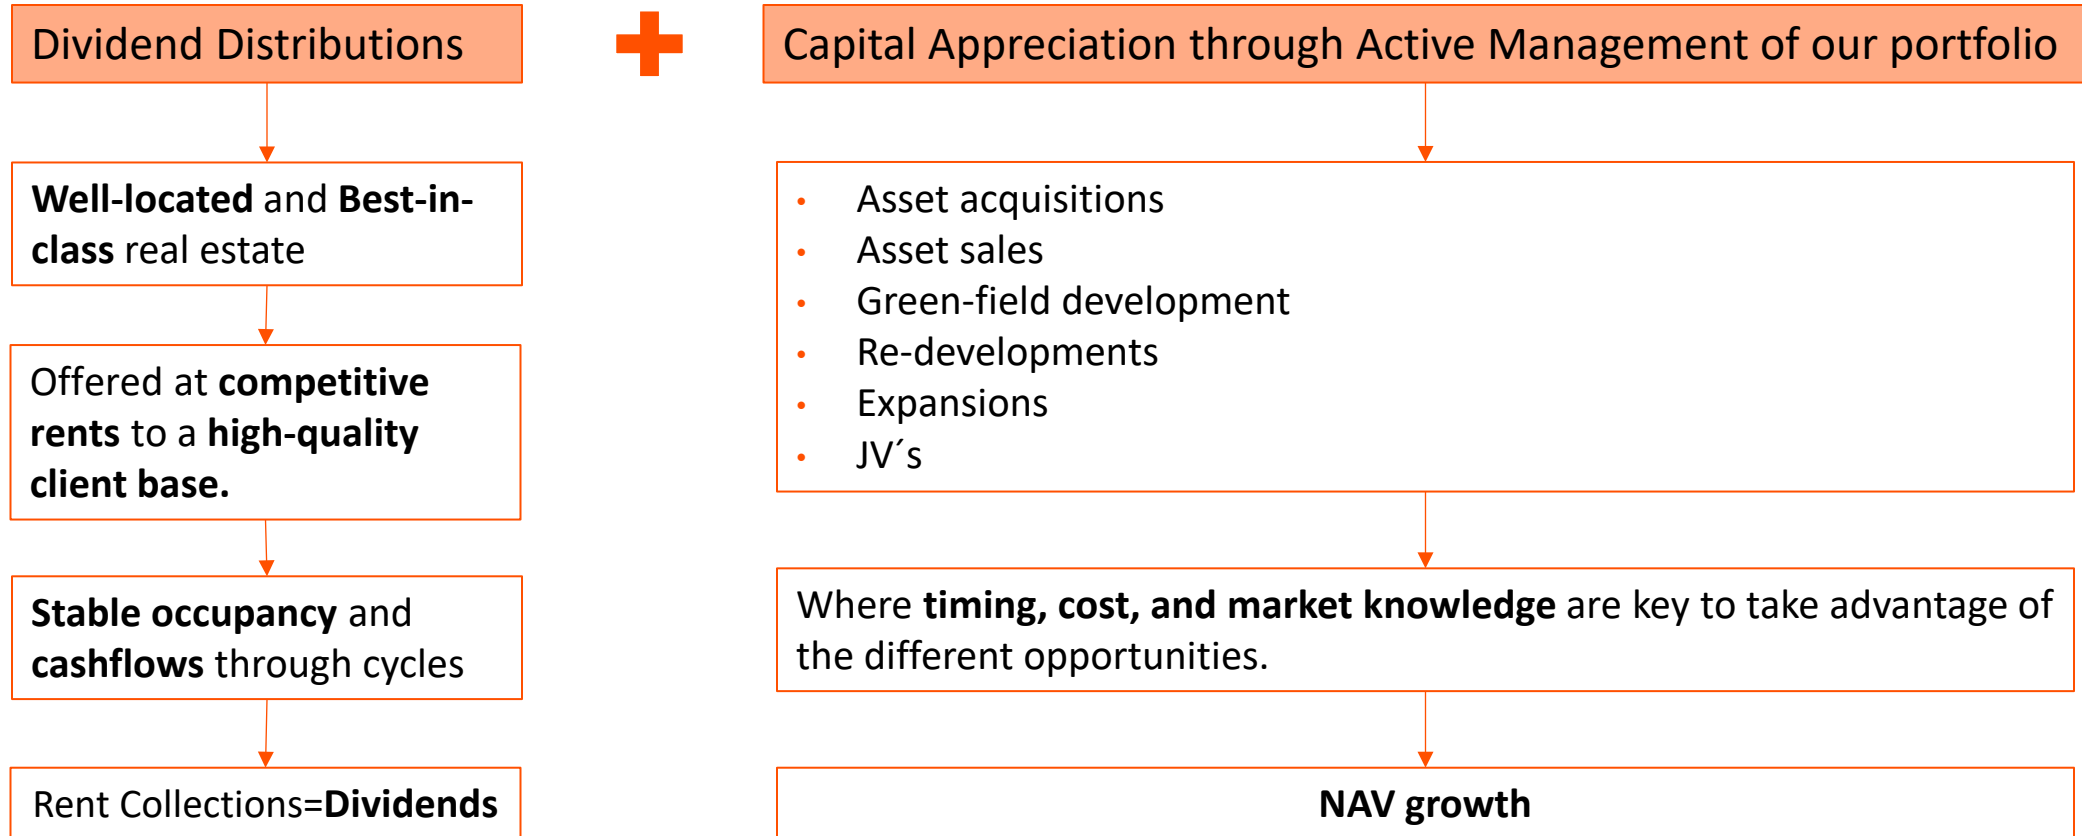 Dividend Distributions
Capital Appreciation through Active Management of our portfolio
Well-located and Best-in-
class real estate
Offered at competitive
rents to a high-quality
client base.
Stable occupancy and
cashflows through cycles
Rent Collections=Dividends
• Asset acquisitions
• Asset sales
• Green-field development
• Re-developments
• Expansions
• JV´s
Where timing, cost, and market knowledge are key to take advantage of
the different opportunities.
NAV growth